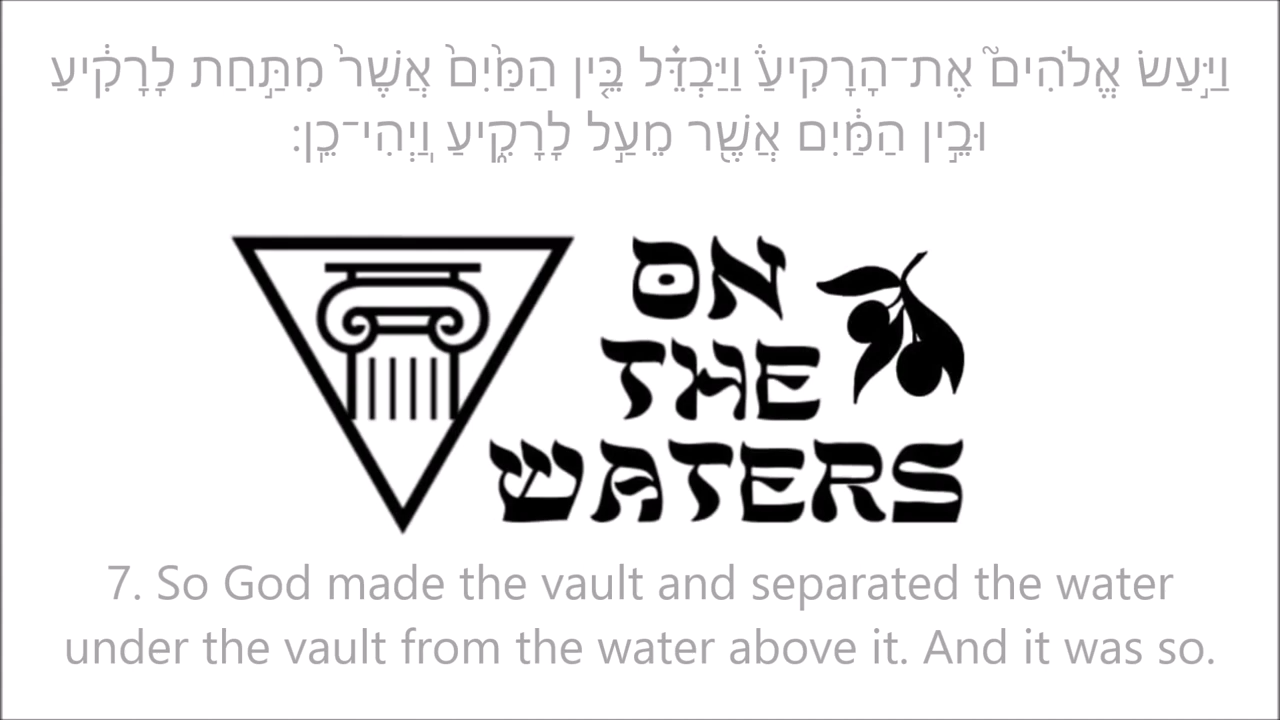 וַיַּ֣עַשׂ אֱלֹהִים֮ אֶת־הָרָקִיעַ֒ וַיַּבְדֵּ֗ל בֵּ֤ין הַמַּ֙יִם֙ אֲשֶׁר֙ מִתַּ֣חַת לָרָקִ֔יעַ
וּבֵ֣ין הַמַּ֔יִם אֲשֶׁ֖ר מֵעַ֣ל לָרָקִ֑יעַ וַֽיְהִי־כֵֽן׃
ON
THE
WATERS
7. So God made the vault and separated the water
under the vault from the water above it. And it was so.